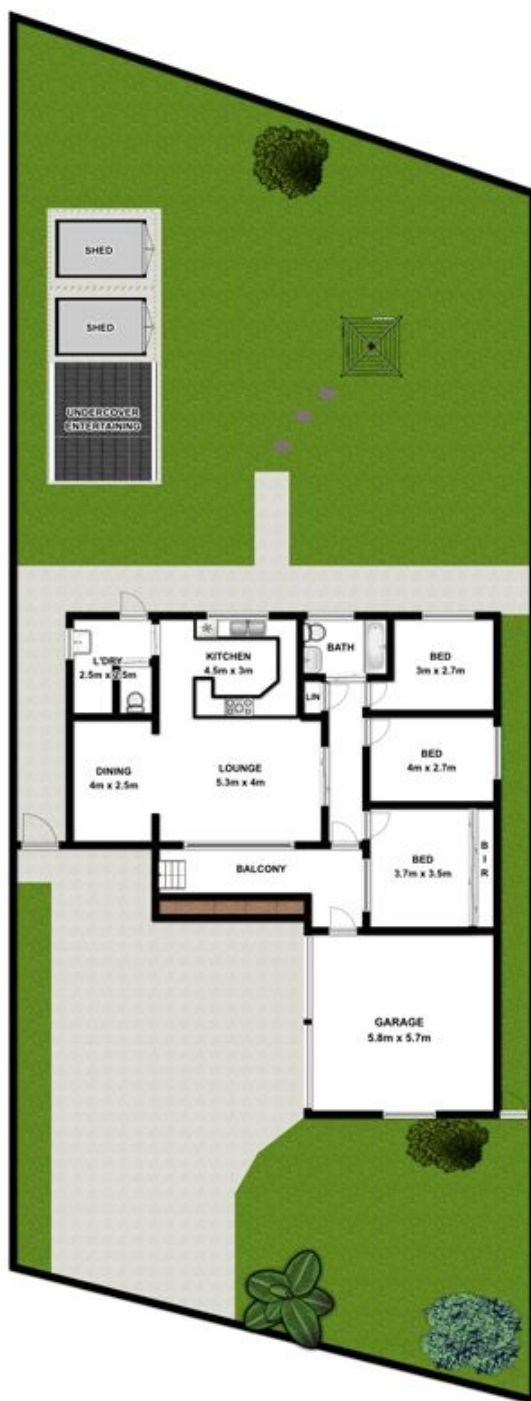 SHED
SHED
UNDERCOVER
ENTERTAINING
L'DRY
2.5m x 2.5m
KITCHEN
4.5m x 3m
BATH
BED
3m x 2.7m
LIN
DINING
4m x 2.5m
LOUNGE
5.3m x 4m
BED
4m x 2.7m
BALCONY
BED
3.7m x 3.5m
B I R
GARAGE
5.8m x 5.7m